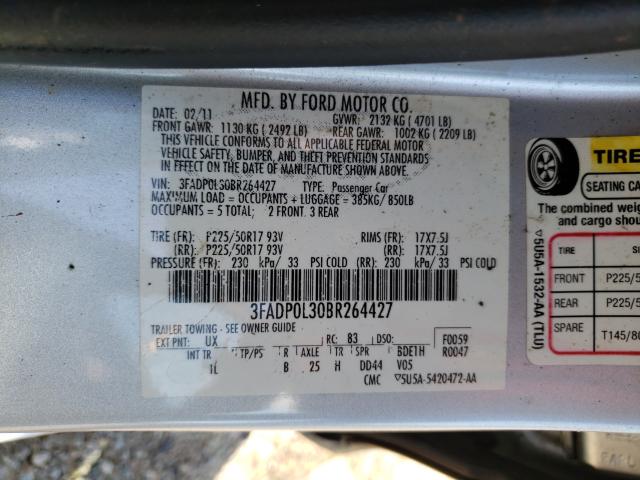 MFD. BY FORD MOTOR CO.
DATE: 02/11 GVWR: 2132 KG (4701 LB)
FRONT GAWR: 1130 KG (2492 LB) REAR GAWR: 1002 KG (2209 LB)
THIS VEHICLE CONFORMS TO ALL APPLICABLE FEDERAL MOTOR
VEHICLE SAFETY, BUMPER, AND THEFT PREVENTION STANDARDS
IN EFFECT ON THE DATE OF MANUFACTURE SHOWN ABOVE.
VIN: 3FADP0L30BR264427 TYPE: Passenger Car
MAXIMUM LOAD = OCCUPANTS + LUGGAGE = 385KG/ 850LB
OCCUPANTS = 5 TOTAL; 2 FRONT, 3 REAR
TIRE (FR): P225/50R17 93V RIMS (FR): 17X7.5J
(RR): P225/50R17 93V (RR): 17X7.5J
PRESSURE (FR): 230 kPa/ 33 PSI COLD (RR): 230 kPa/ 33 PSI COLD
3FADP0L30BR264427
TRAILER TOWING - SEE OWNER GUIDE
EXT PNT: UX RC: 83 DSO: F0059
INT TR TP/PS R AXLE TR SPR BDETH R0047
1L B 25 H DD44 V05
CMC ▽5U5A-5420472-AA
▽5U5A-1532-AA (TLU)
TIRE
SEATING CA
The combined weig
and cargo shou
TIRE SI
FRONT P225/5
REAR P225/5
SPARE T145/80